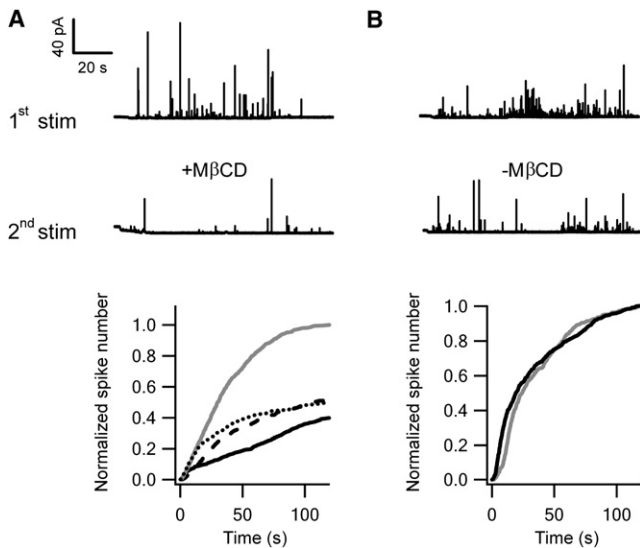 A
B
40 pA
20 s
1st stim
+MβCD
-MβCD
2nd stim
Normalized spike number
1.0
0.8
0.6
0.4
0.2
0.0
0
50
100
Time (s)
Normalized spike number
1.0
0.8
0.6
0.4
0.2
0.0
0
50
100
Time (s)